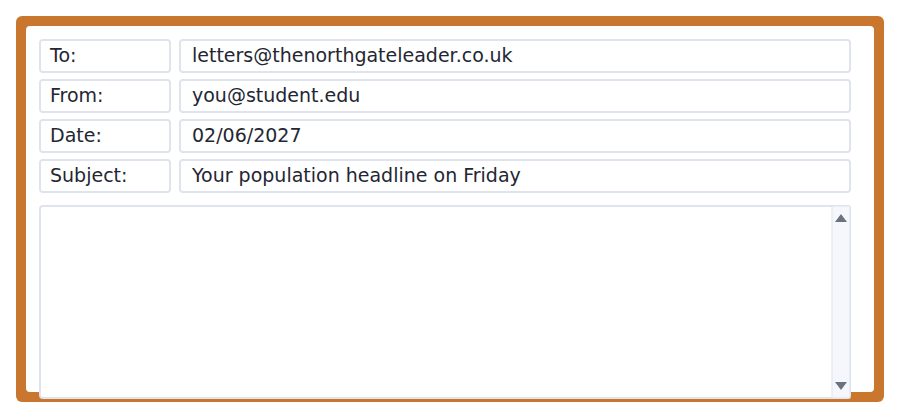 To: letters@thenorthgateleader.co.uk
From: you@student.edu
Date: 02/06/2027
Subject: Your population headline on Friday